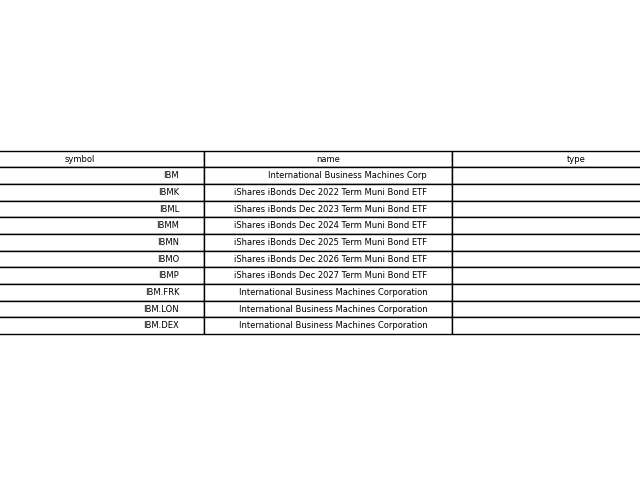 symbol name type
IBM International Business Machines Corp
IBMK iShares iBonds Dec 2022 Term Muni Bond ETF
IBML iShares iBonds Dec 2023 Term Muni Bond ETF
IBMM iShares iBonds Dec 2024 Term Muni Bond ETF
IBMN iShares iBonds Dec 2025 Term Muni Bond ETF
IBMO iShares iBonds Dec 2026 Term Muni Bond ETF
IBMP iShares iBonds Dec 2027 Term Muni Bond ETF
IBM.FRK International Business Machines Corporation
IBM.LON International Business Machines Corporation
IBM.DEX International Business Machines Corporation